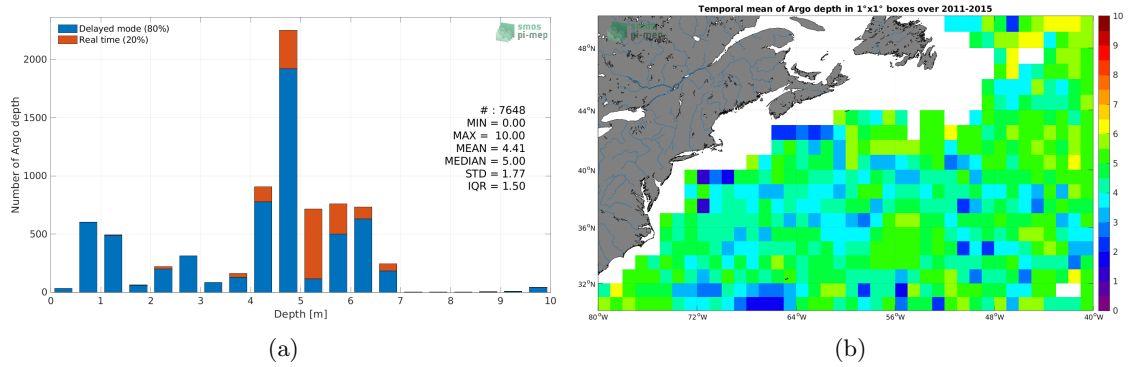 Delayed mode (80%)
Real time (20%)
smos
pi-mep
2000
1500
1000
500
0
Number of Argo depth
# : 7648
MIN = 0.00
MAX = 10.00
MEAN = 4.41
MEDIAN = 5.00
STD = 1.77
IQR = 1.50
0 1 2 3 4 5 6 7 8 9 10
Depth [m]
(a)
Temporal mean of Argo depth in 1°x1° boxes over 2011-2015
smos
pi-mep
48°N
44°N
40°N
36°N
32°N
80°W 72°W 64°W 56°W 48°W 40°W
10
9
8
7
6
5
4
3
2
1
0
(b)